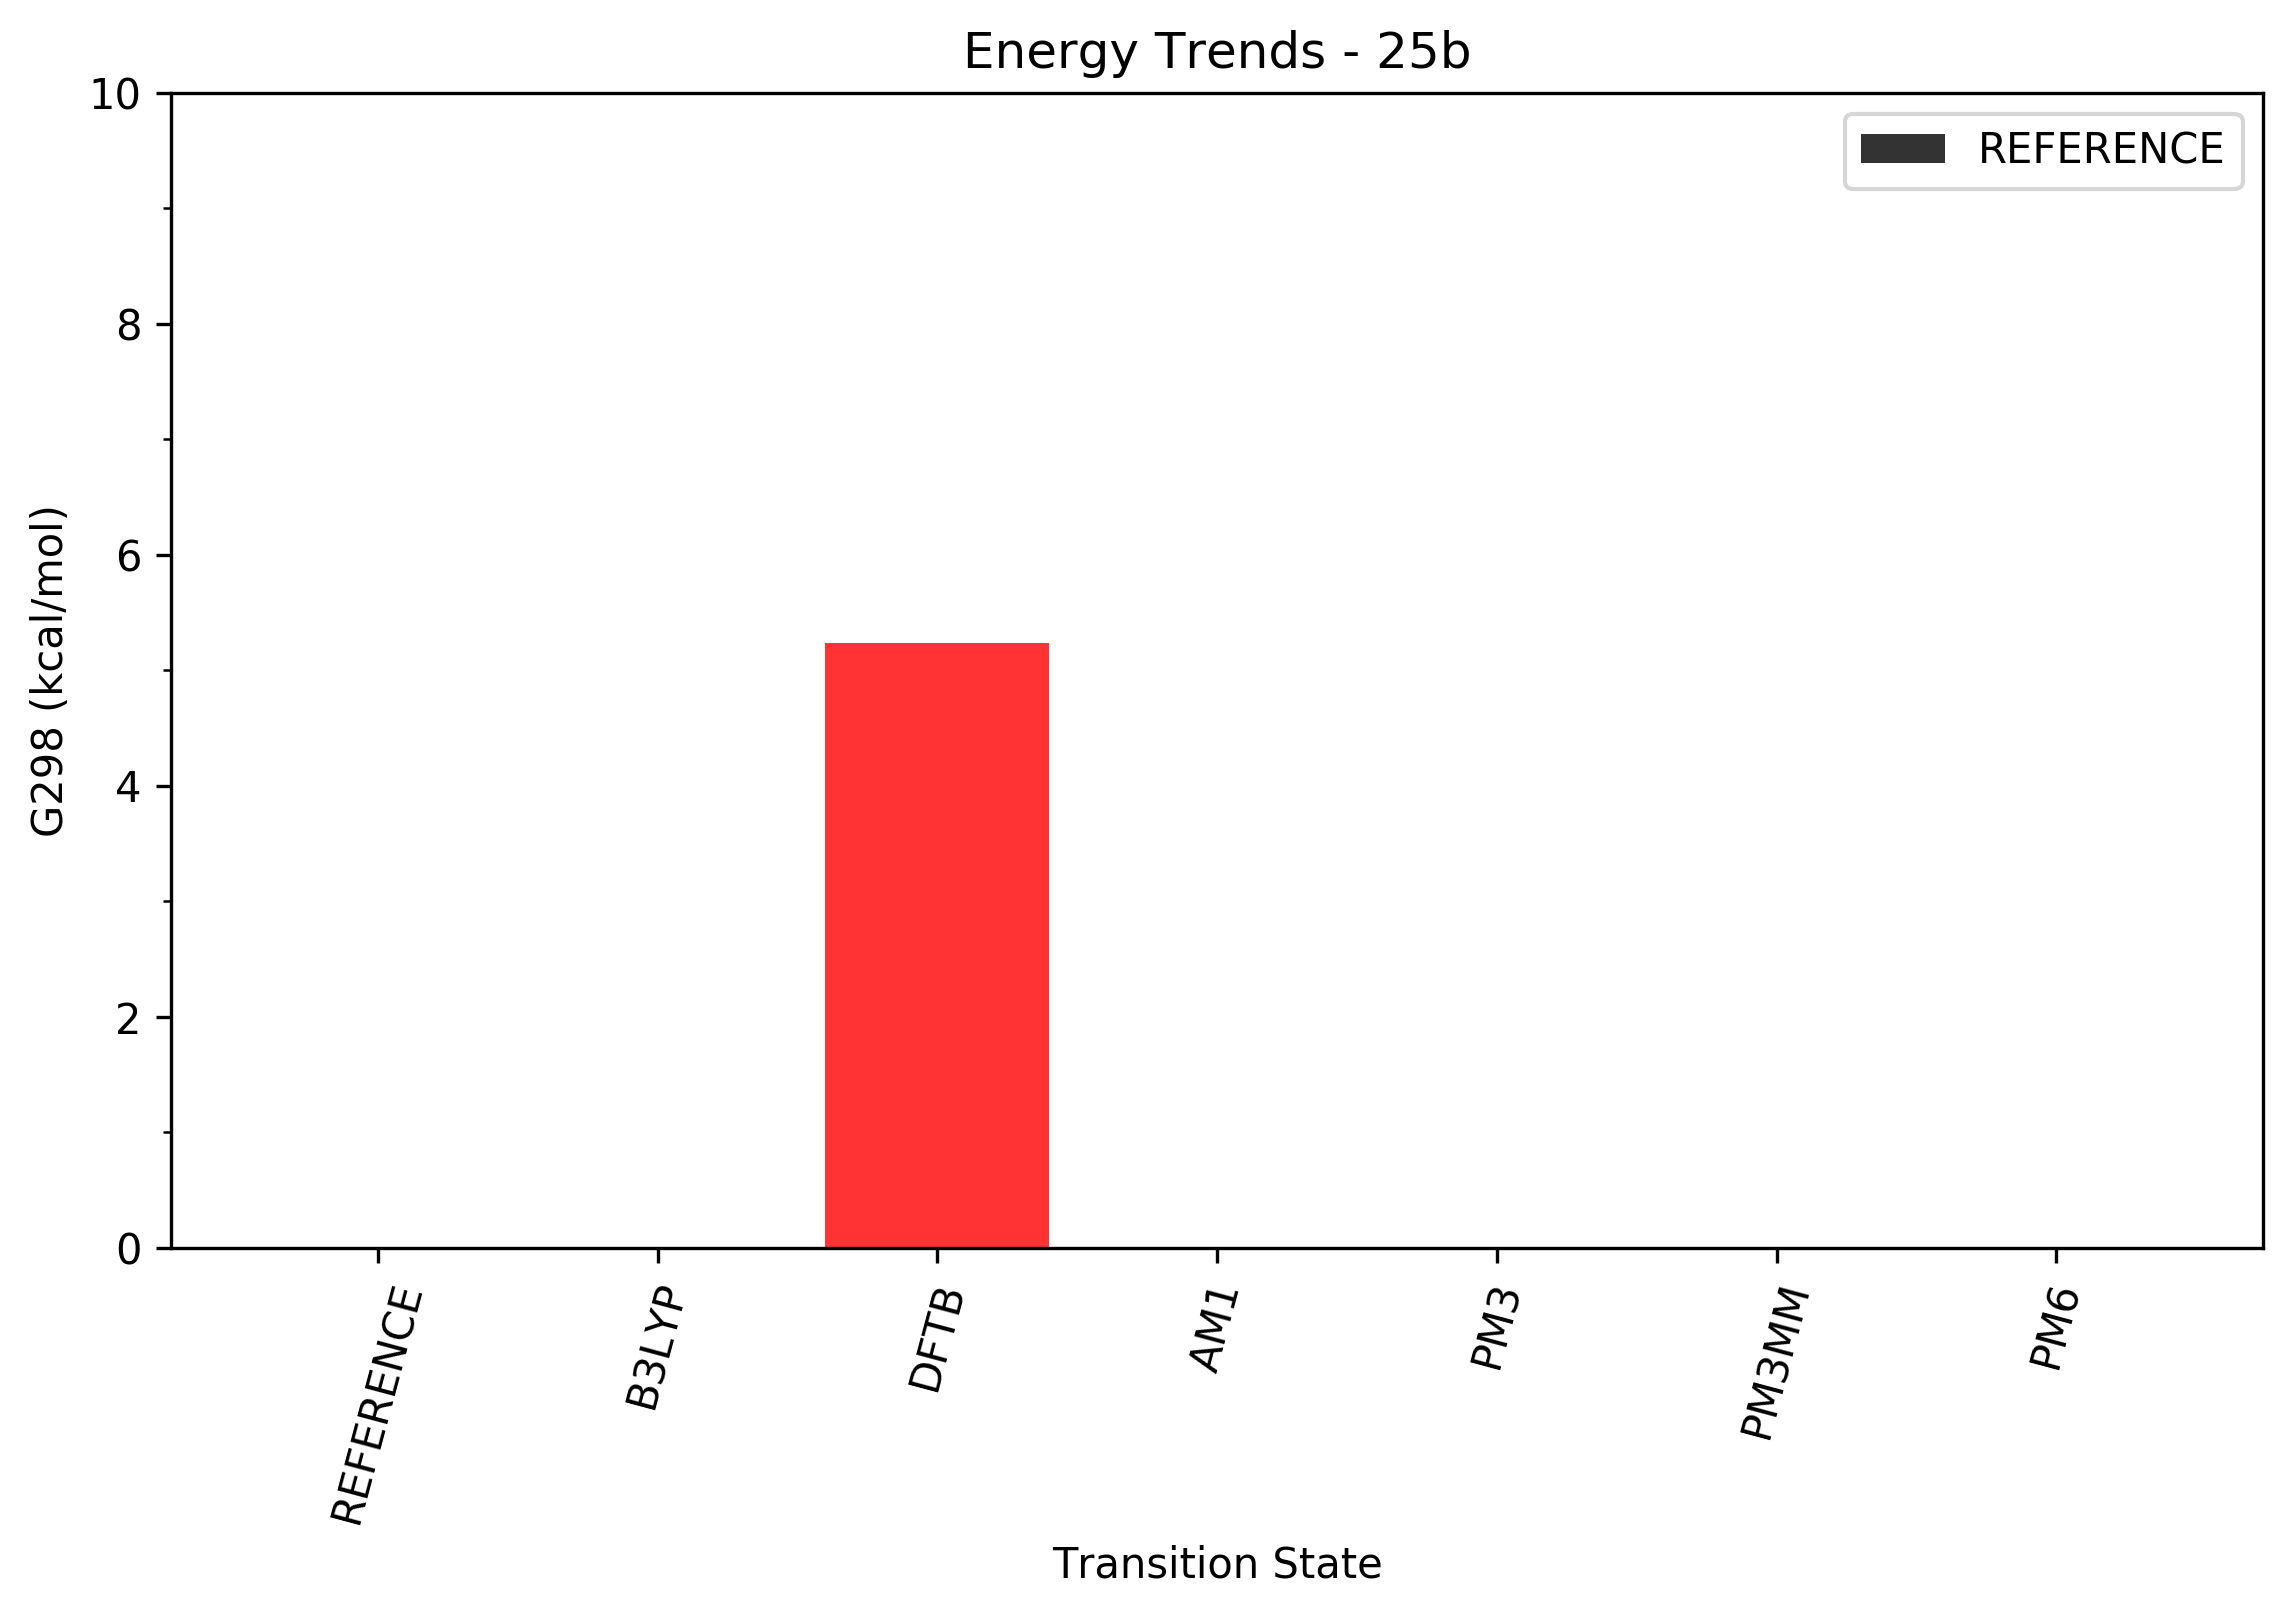 Energy Trends - 25b
REFERENCE
G298 (kcal/mol)
10
8
6
4
2
0
REFERENCE
B3LYP
DFTB
AM1
PM3
PM3MM
PM6
Transition State